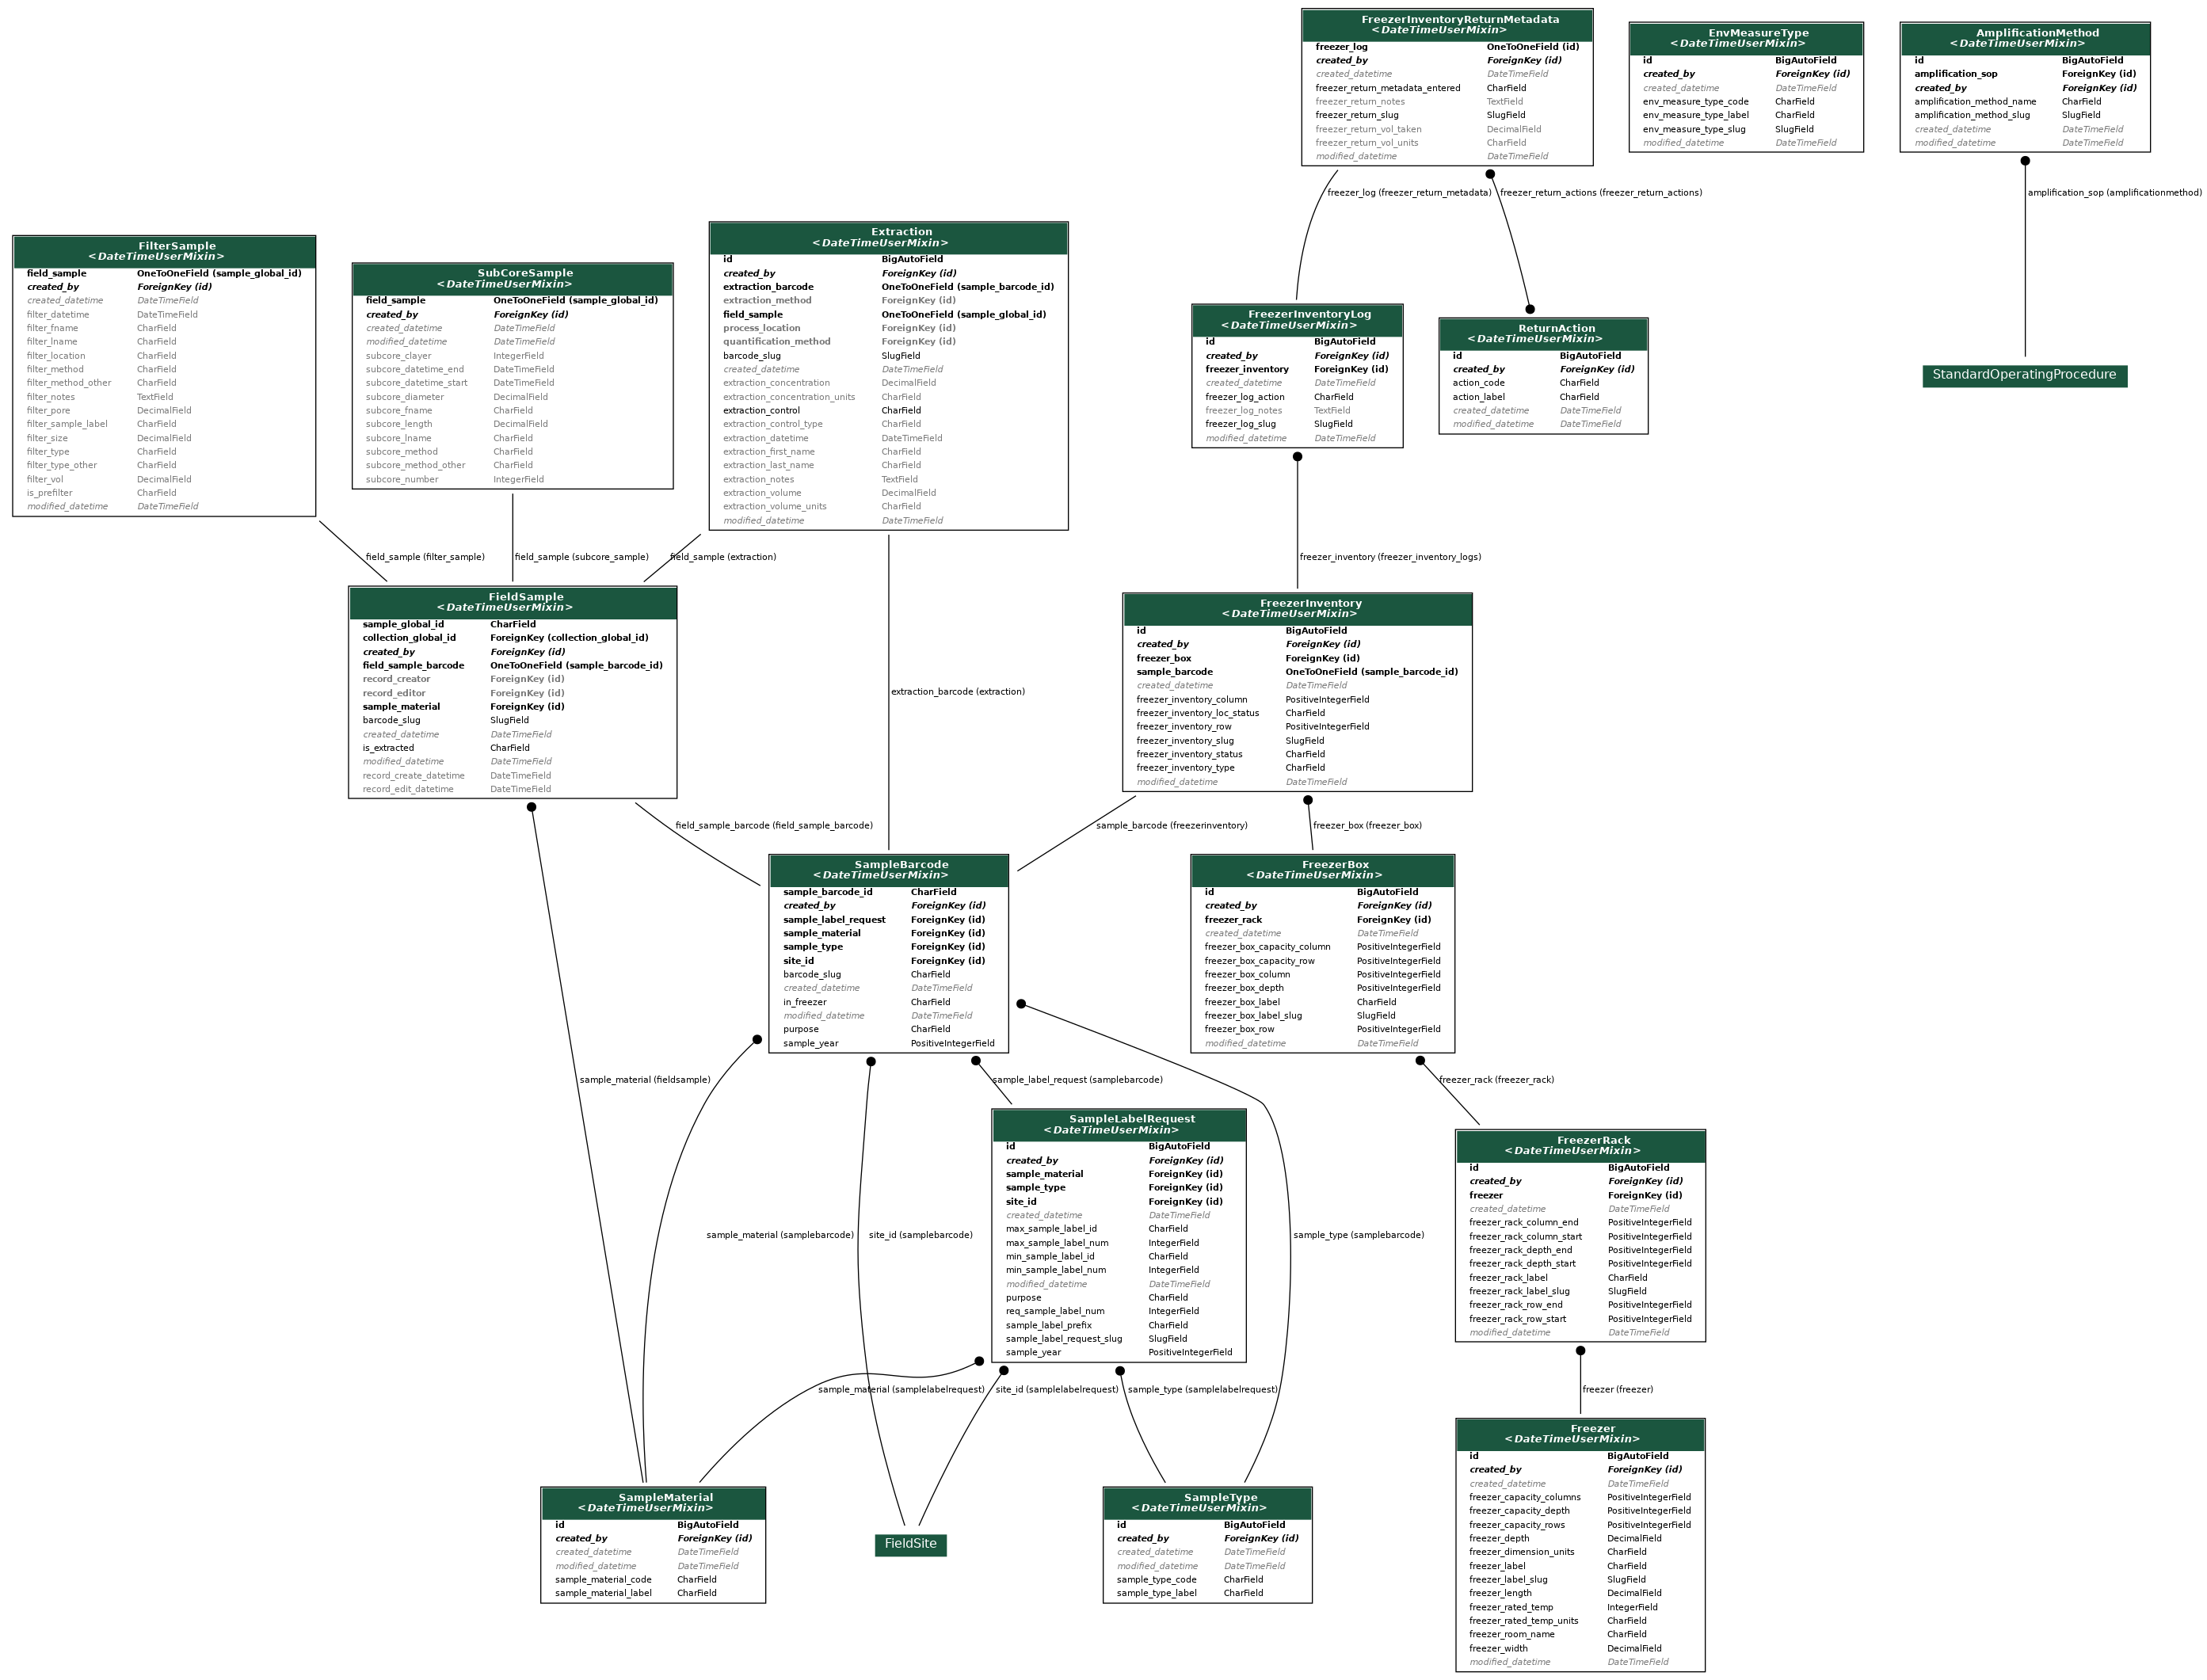 FreezerInventoryReturnMetadata
<DateTimeUserMixin>
freezer_log OneToOneField (id)
created_by ForeignKey (id)
created_datetime DateTimeField
freezer_return_metadata_entered CharField
freezer_return_notes TextField
freezer_return_slug SlugField
freezer_return_vol_taken DecimalField
freezer_return_vol_units CharField
modified_datetime DateTimeField
EnvMeasureType
<DateTimeUserMixin>
id BigAutoField
created_by ForeignKey (id)
created_datetime DateTimeField
env_measure_type_code CharField
env_measure_type_label CharField
env_measure_type_slug SlugField
modified_datetime DateTimeField
AmplificationMethod
<DateTimeUserMixin>
id BigAutoField
amplification_sop ForeignKey (id)
created_by ForeignKey (id)
amplification_method_name CharField
amplification_method_slug SlugField
created_datetime DateTimeField
modified_datetime DateTimeField
freezer_log (freezer_return_metadata)
freezer_return_actions (freezer_return_actions)
amplification_sop (amplificationmethod)
FilterSample
<DateTimeUserMixin>
field_sample OneToOneField (sample_global_id)
created_by ForeignKey (id)
created_datetime DateTimeField
filter_datetime DateTimeField
filter_fname CharField
filter_lname CharField
filter_location CharField
filter_method CharField
filter_method_other CharField
filter_notes TextField
filter_pore DecimalField
filter_sample_label CharField
filter_size DecimalField
filter_type CharField
filter_type_other CharField
filter_vol DecimalField
is_prefilter CharField
modified_datetime DateTimeField
SubCoreSample
<DateTimeUserMixin>
field_sample OneToOneField (sample_global_id)
created_by ForeignKey (id)
created_datetime DateTimeField
modified_datetime DateTimeField
subcore_clayer IntegerField
subcore_datetime_end DateTimeField
subcore_datetime_start DateTimeField
subcore_diameter DecimalField
subcore_fname CharField
subcore_length DecimalField
subcore_lname CharField
subcore_method CharField
subcore_method_other CharField
subcore_number IntegerField
Extraction
<DateTimeUserMixin>
id BigAutoField
created_by ForeignKey (id)
extraction_barcode OneToOneField (sample_barcode_id)
extraction_method ForeignKey (id)
field_sample OneToOneField (sample_global_id)
process_location ForeignKey (id)
quantification_method ForeignKey (id)
barcode_slug SlugField
created_datetime DateTimeField
extraction_concentration DecimalField
extraction_concentration_units CharField
extraction_control CharField
extraction_control_type CharField
extraction_datetime DateTimeField
extraction_first_name CharField
extraction_last_name CharField
extraction_notes TextField
extraction_volume DecimalField
extraction_volume_units CharField
modified_datetime DateTimeField
FreezerInventoryLog
<DateTimeUserMixin>
id BigAutoField
created_by ForeignKey (id)
freezer_inventory ForeignKey (id)
created_datetime DateTimeField
freezer_log_action CharField
freezer_log_notes TextField
freezer_log_slug SlugField
modified_datetime DateTimeField
ReturnAction
<DateTimeUserMixin>
id BigAutoField
created_by ForeignKey (id)
action_code CharField
action_label CharField
created_datetime DateTimeField
modified_datetime DateTimeField
StandardOperatingProcedure
field_sample (filter_sample)
field_sample (subcore_sample)
field_sample (extraction)
freezer_inventory (freezer_inventory_logs)
FieldSample
<DateTimeUserMixin>
sample_global_id CharField
collection_global_id ForeignKey (collection_global_id)
created_by ForeignKey (id)
field_sample_barcode OneToOneField (sample_barcode_id)
record_creator ForeignKey (id)
record_editor ForeignKey (id)
sample_material ForeignKey (id)
barcode_slug SlugField
created_datetime DateTimeField
is_extracted CharField
modified_datetime DateTimeField
record_create_datetime DateTimeField
record_edit_datetime DateTimeField
extraction_barcode (extraction)
FreezerInventory
<DateTimeUserMixin>
id BigAutoField
created_by ForeignKey (id)
freezer_box ForeignKey (id)
sample_barcode OneToOneField (sample_barcode_id)
created_datetime DateTimeField
freezer_inventory_column PositiveIntegerField
freezer_inventory_loc_status CharField
freezer_inventory_row PositiveIntegerField
freezer_inventory_slug SlugField
freezer_inventory_status CharField
freezer_inventory_type CharField
modified_datetime DateTimeField
field_sample_barcode (field_sample_barcode)
sample_barcode (freezerinventory)
freezer_box (freezer_box)
SampleBarcode
<DateTimeUserMixin>
sample_barcode_id CharField
created_by ForeignKey (id)
sample_label_request ForeignKey (id)
sample_material ForeignKey (id)
sample_type ForeignKey (id)
site_id ForeignKey (id)
barcode_slug CharField
created_datetime DateTimeField
in_freezer CharField
modified_datetime DateTimeField
purpose CharField
sample_year PositiveIntegerField
FreezerBox
<DateTimeUserMixin>
id BigAutoField
created_by ForeignKey (id)
freezer_rack ForeignKey (id)
created_datetime DateTimeField
freezer_box_capacity_column PositiveIntegerField
freezer_box_capacity_row PositiveIntegerField
freezer_box_column PositiveIntegerField
freezer_box_depth PositiveIntegerField
freezer_box_label CharField
freezer_box_label_slug SlugField
freezer_box_row PositiveIntegerField
modified_datetime DateTimeField
sample_material (fieldsample)
sample_label_request (samplebarcode)
freezer_rack (freezer_rack)
SampleLabelRequest
<DateTimeUserMixin>
id BigAutoField
created_by ForeignKey (id)
sample_material ForeignKey (id)
sample_type ForeignKey (id)
site_id ForeignKey (id)
created_datetime DateTimeField
max_sample_label_id CharField
max_sample_label_num IntegerField
min_sample_label_id CharField
min_sample_label_num IntegerField
modified_datetime DateTimeField
purpose CharField
req_sample_label_num IntegerField
sample_label_prefix CharField
sample_label_request_slug SlugField
sample_year PositiveIntegerField
FreezerRack
<DateTimeUserMixin>
id BigAutoField
created_by ForeignKey (id)
freezer ForeignKey (id)
created_datetime DateTimeField
freezer_rack_column_end PositiveIntegerField
freezer_rack_column_start PositiveIntegerField
freezer_rack_depth_end PositiveIntegerField
freezer_rack_depth_start PositiveIntegerField
freezer_rack_label CharField
freezer_rack_label_slug SlugField
freezer_rack_row_end PositiveIntegerField
freezer_rack_row_start PositiveIntegerField
modified_datetime DateTimeField
sample_material (samplebarcode)
site_id (samplebarcode)
sample_type (samplebarcode)
sample_material (samplelabelrequest)
site_id (samplelabelrequest)
sample_type (samplelabelrequest)
freezer (freezer)
SampleMaterial
<DateTimeUserMixin>
id BigAutoField
created_by ForeignKey (id)
created_datetime DateTimeField
modified_datetime DateTimeField
sample_material_code CharField
sample_material_label CharField
FieldSite
SampleType
<DateTimeUserMixin>
id BigAutoField
created_by ForeignKey (id)
created_datetime DateTimeField
modified_datetime DateTimeField
sample_type_code CharField
sample_type_label CharField
Freezer
<DateTimeUserMixin>
id BigAutoField
created_by ForeignKey (id)
created_datetime DateTimeField
freezer_capacity_columns PositiveIntegerField
freezer_capacity_depth PositiveIntegerField
freezer_capacity_rows PositiveIntegerField
freezer_depth DecimalField
freezer_dimension_units CharField
freezer_label CharField
freezer_label_slug SlugField
freezer_length DecimalField
freezer_rated_temp IntegerField
freezer_rated_temp_units CharField
freezer_room_name CharField
freezer_width DecimalField
modified_datetime DateTimeField